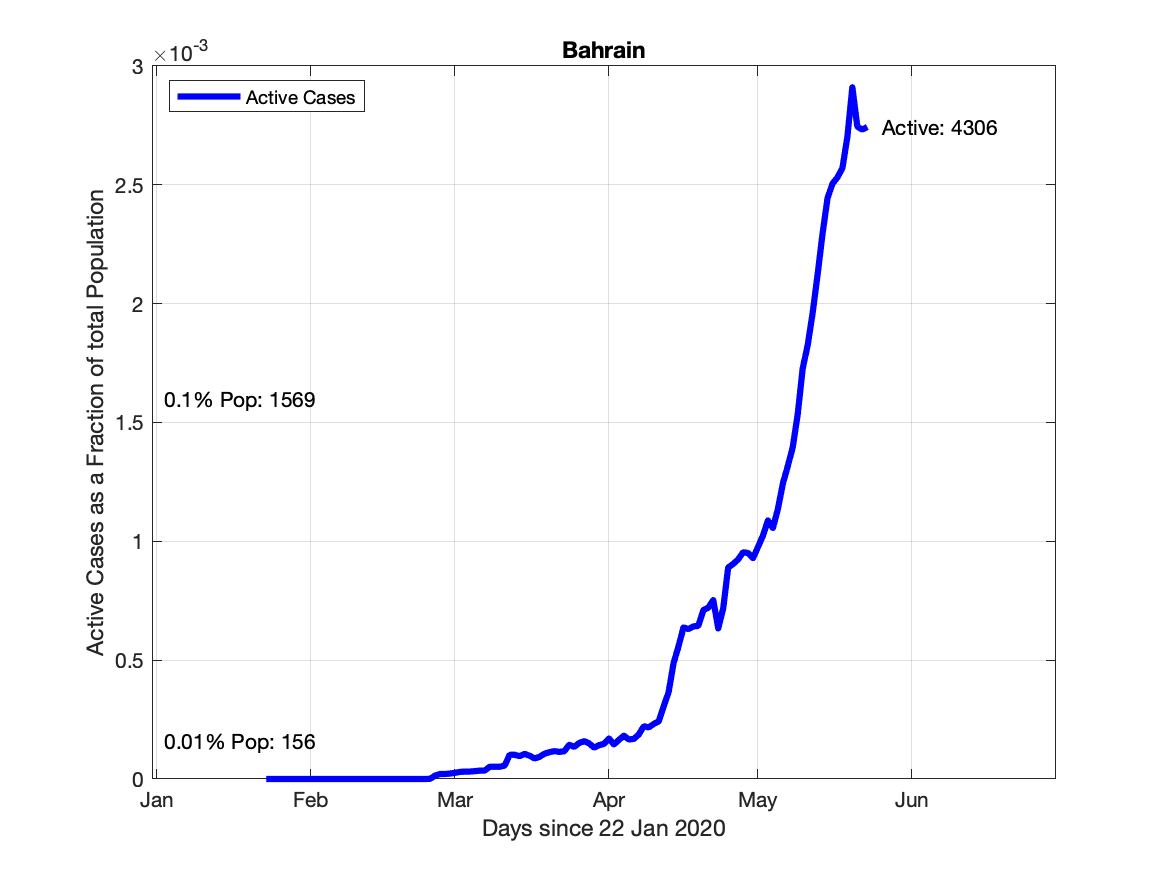 Bahrain
×10-3
3
2.5
2
1.5
1
0.5
0
Active Cases as a Fraction of total Population
Active Cases
Active: 4306
0.1% Pop: 1569
0.01% Pop: 156
Jan Feb Mar Apr May Jun
Days since 22 Jan 2020